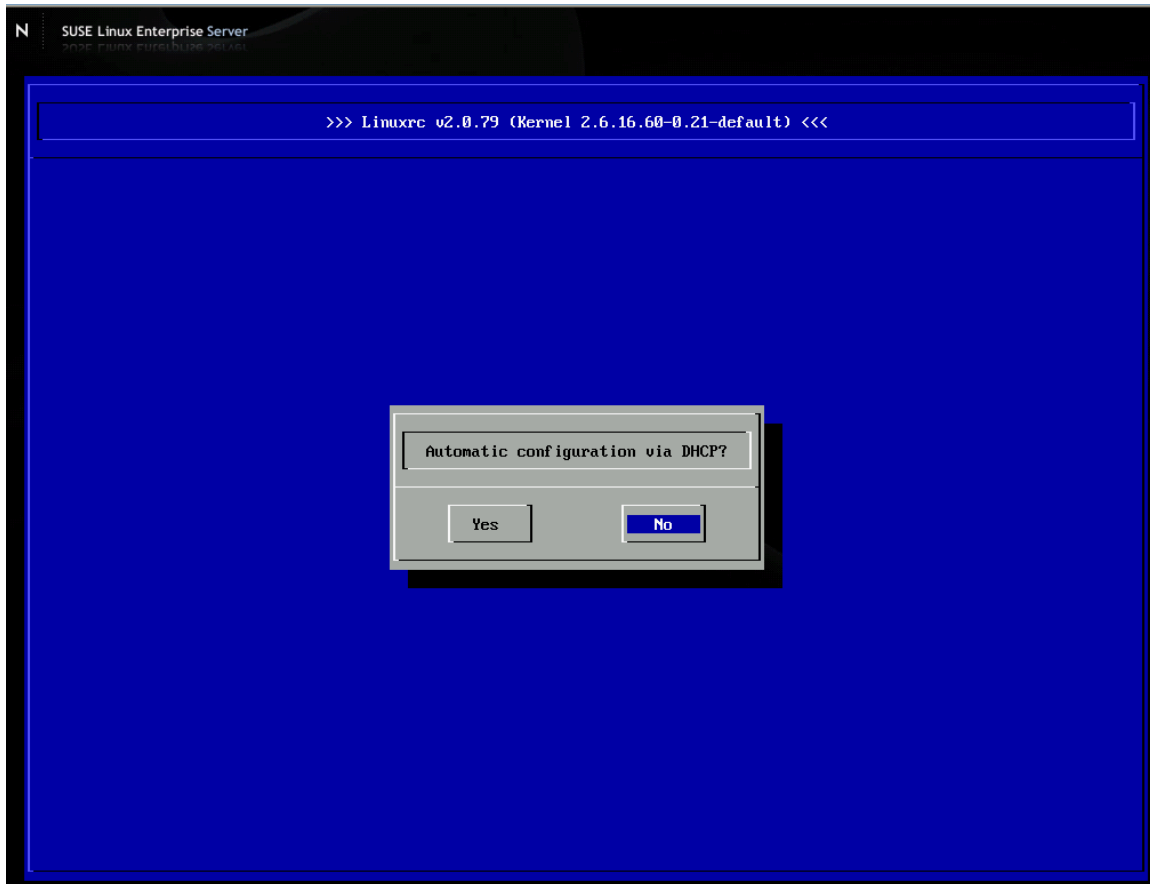 N SUSE Linux Enterprise Server
>>> Linuxrc v2.0.79 (Kernel 2.6.16.60-0.21-default) <<<
Automatic configuration via DHCP?
Yes No